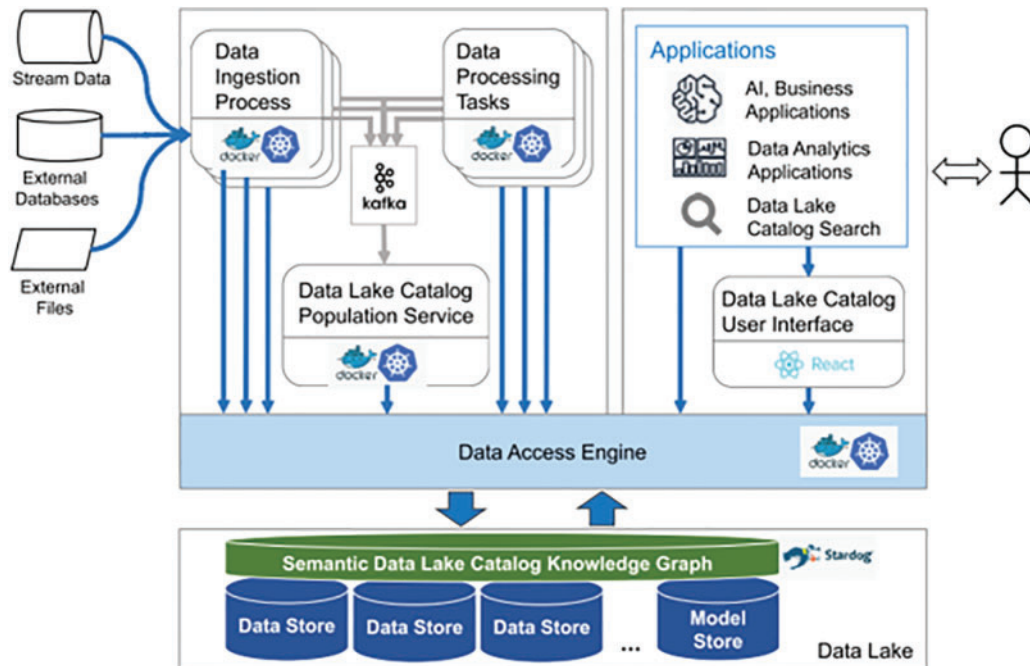 Stream Data
External
Databases
External
Files
Data
Ingestion
Process
docker
Data
Processing
Tasks
docker
kafka
Data Lake Catalog
Population Service
docker
Applications
AI, Business
Applications
Data Analytics
Applications
Data Lake
Catalog Search
Data Lake Catalog
User Interface
React
Data Access Engine
docker
Semantic Data Lake Catalog Knowledge Graph
Stardog
Data Store
Data Store
Data Store
...
Model
Store
Data Lake